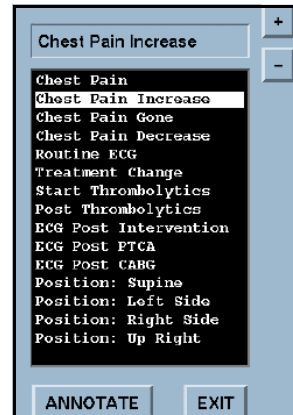 +
Chest Pain Increase
-
Chest Pain
Chest Pain Increase
Chest Pain Gone
Chest Pain Decrease
Routine ECG
Treatment Change
Start Thrombolytics
Post Thrombolytics
ECG Post Intervention
ECG Post PTCA
ECG Post CABG
Position: Supine
Position: Left Side
Position: Right Side
Position: Up Right
ANNOTATE EXIT